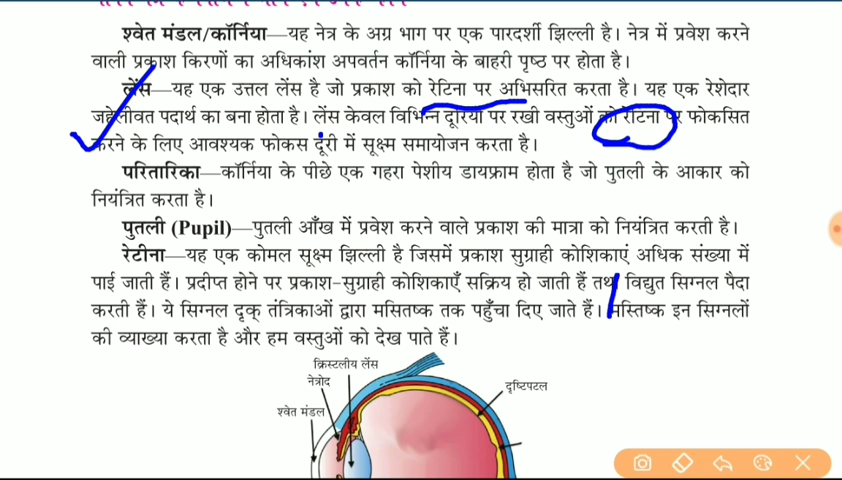 श्वेत मंडल/कॉर्निया—यह नेत्र के अग्र भाग पर एक पारदर्शी झिल्ली है। नेत्र में प्रवेश करने
वाली प्रकाश किरणों का अधिकांश अपवर्तन कॉर्निया के बाहरी पृष्ठ पर होता है।
लेंस—यह एक उत्तल लेंस है जो प्रकाश को रेटिना पर अभिसरित करता है। यह एक रेशेदार
जहेलीवत पदार्थ का बना होता है। लेंस केवल विभिन्न दूरियों पर रखी वस्तुओं को रेटिना पर फोकसित
करने के लिए आवश्यक फोकस दूरी में सूक्ष्म समायोजन करता है।
परितारिका—कॉर्निया के पीछे एक गहरा पेशीय डायफ्राम होता है जो पुतली के आकार को
नियंत्रित करता है।
पुतली (Pupil)—पुतली आँख में प्रवेश करने वाले प्रकाश की मात्रा को नियंत्रित करती है।
रेटीना—यह एक कोमल सूक्ष्म झिल्ली है जिसमें प्रकाश सुग्राही कोशिकाएं अधिक संख्या में
पाई जाती हैं। प्रदीप्त होने पर प्रकाश-सुग्राही कोशिकाएँ सक्रिय हो जाती हैं तथा विद्युत सिग्नल पैदा
करती हैं। ये सिग्नल दृक् तंत्रिकाओं द्वारा मसितष्क तक पहुँचा दिए जाते हैं। मस्तिष्क इन सिग्नलों
की व्याख्या करता है और हम वस्तुओं को देख पाते हैं।
क्रिस्टलीय लेंस
नेत्रोद
दृष्टिपटल
श्वेत मंडल